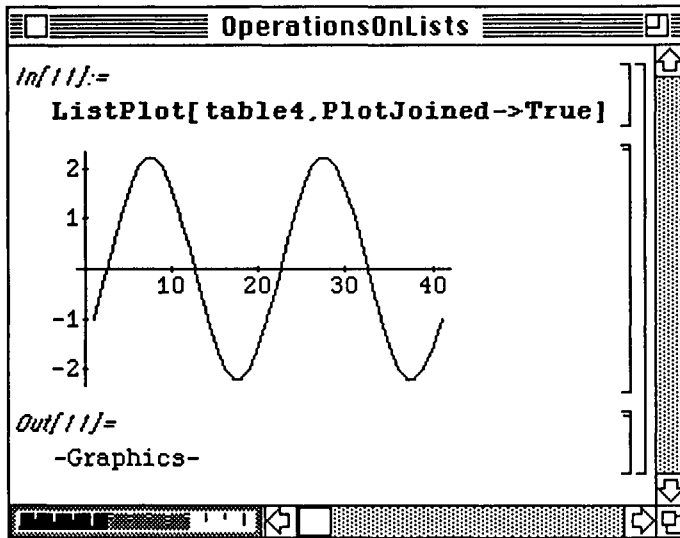 OperationsOnLists
In[11]:=
ListPlot[table4,PlotJoined->True]
2
1
10 20 30 40
-1
-2
Out[11]=
-Graphics-